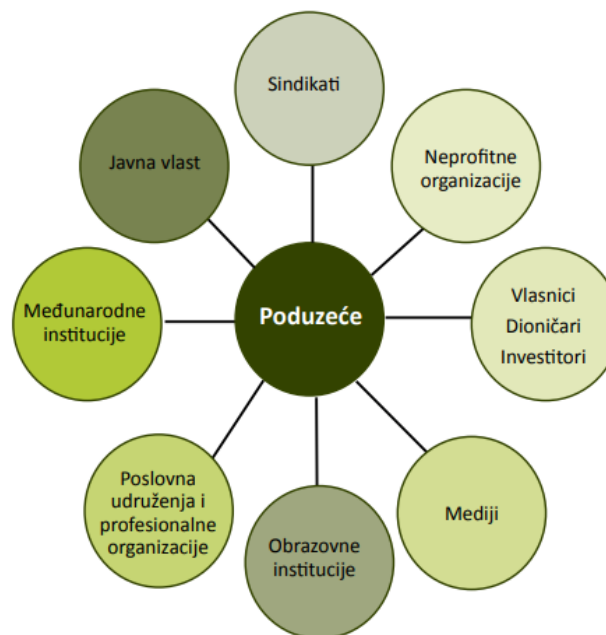 Sindikati
Javna vlast
Neprofitne
organizacije
Međunarodne
institucije
Poduzeće
Vlasnici
Dioničari
Investitori
Poslovna
udruženja i
profesionalne
organizacije
Obrazovne
institucije
Mediji